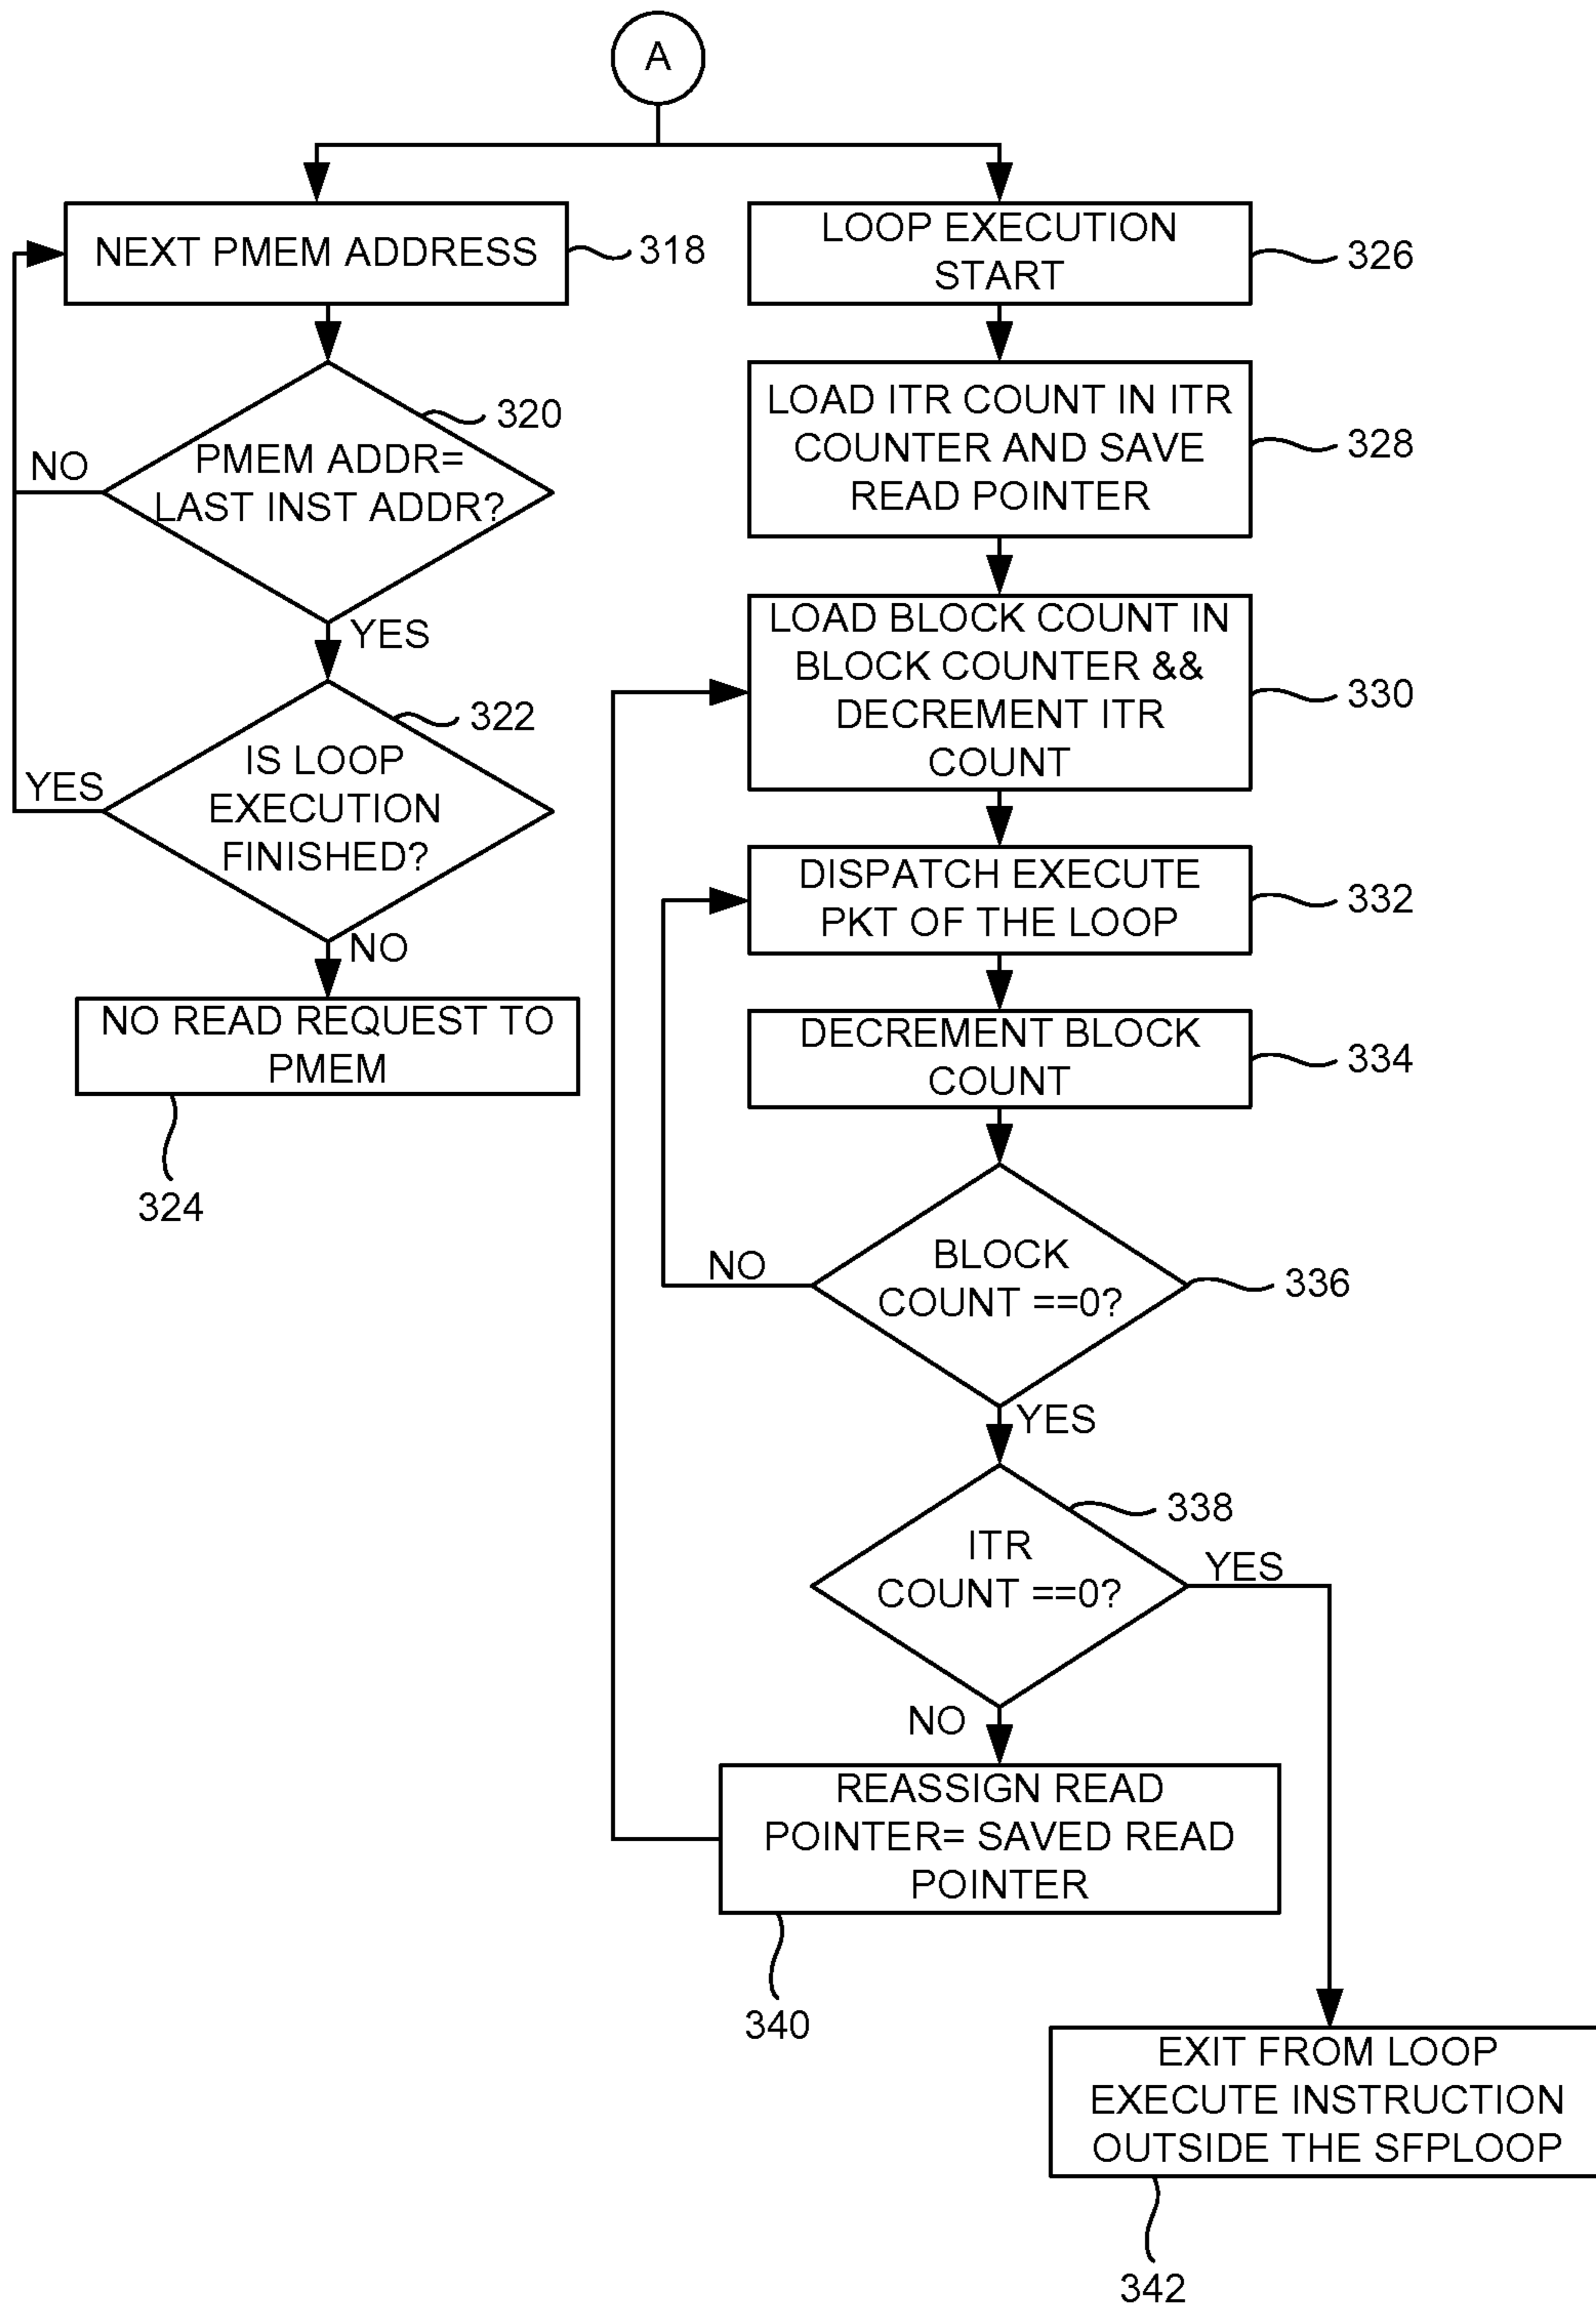 A
NEXT PMEM ADDRESS
318
320
PMEM ADDR=
LAST INST ADDR?
NO
YES
322
IS LOOP
EXECUTION
FINISHED?
YES
NO
NO READ REQUEST TO
PMEM
324
LOOP EXECUTION
START
326
LOAD ITR COUNT IN ITR
COUNTER AND SAVE
READ POINTER
328
LOAD BLOCK COUNT IN
BLOCK COUNTER &&
DECREMENT ITR
COUNT
330
DISPATCH EXECUTE
PKT OF THE LOOP
332
DECREMENT BLOCK
COUNT
334
BLOCK
COUNT ==0?
336
NO
YES
338
ITR
COUNT ==0?
YES
NO
REASSIGN READ
POINTER= SAVED READ
POINTER
340
EXIT FROM LOOP
EXECUTE INSTRUCTION
OUTSIDE THE SFPLOOP
342